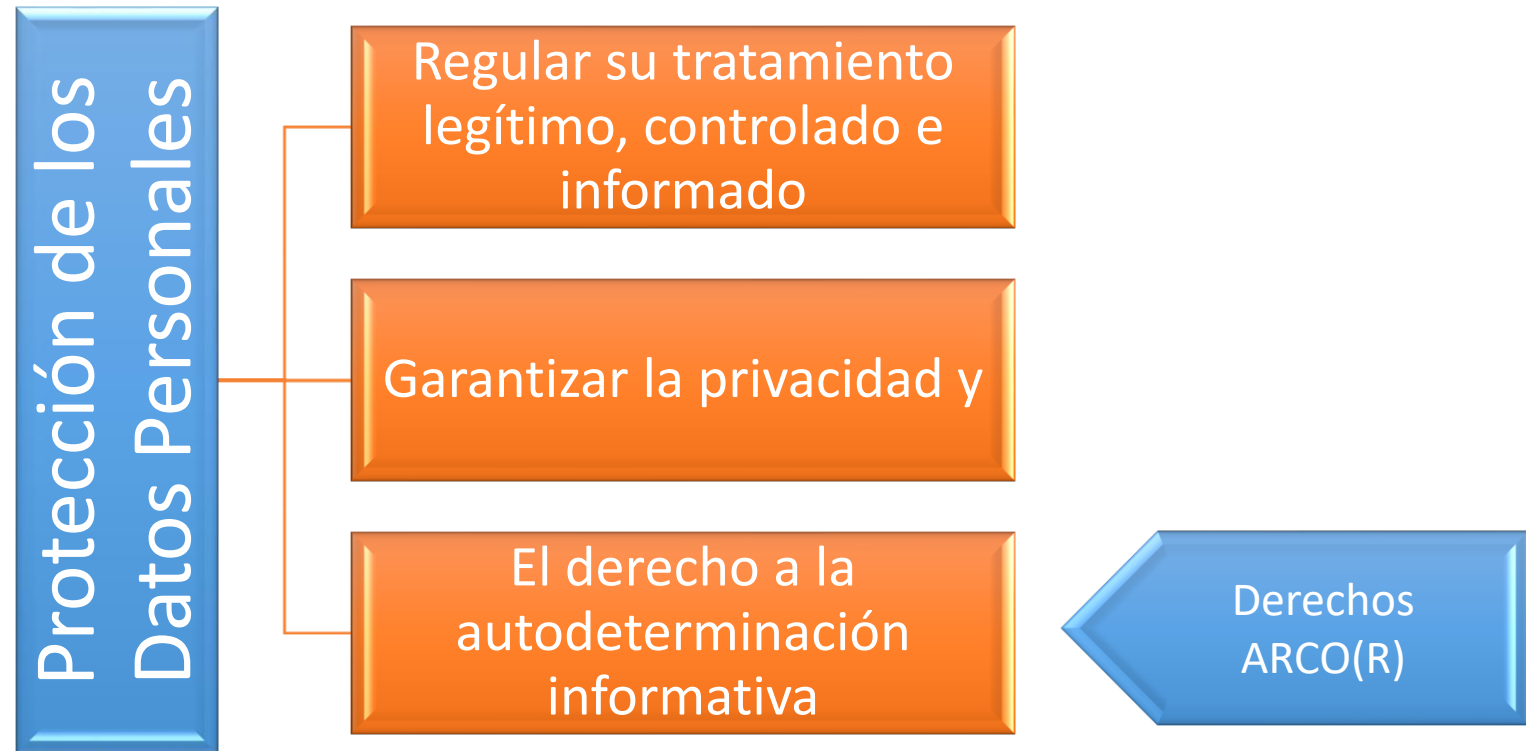 Protección de los
Datos Personales
Regular su tratamiento
legítimo, controlado e
informado
Garantizar la privacidad y
El derecho a la
autodeterminación
informativa
Derechos
ARCO(R)